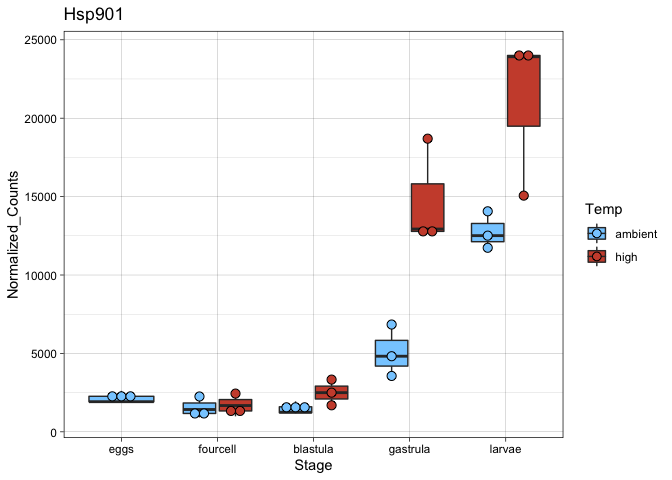 Hsp901
25000
20000
15000
10000
5000
0
Normalized_Counts
eggs fourcell blastula gastrula larvae
Stage
Temp
ambient
high